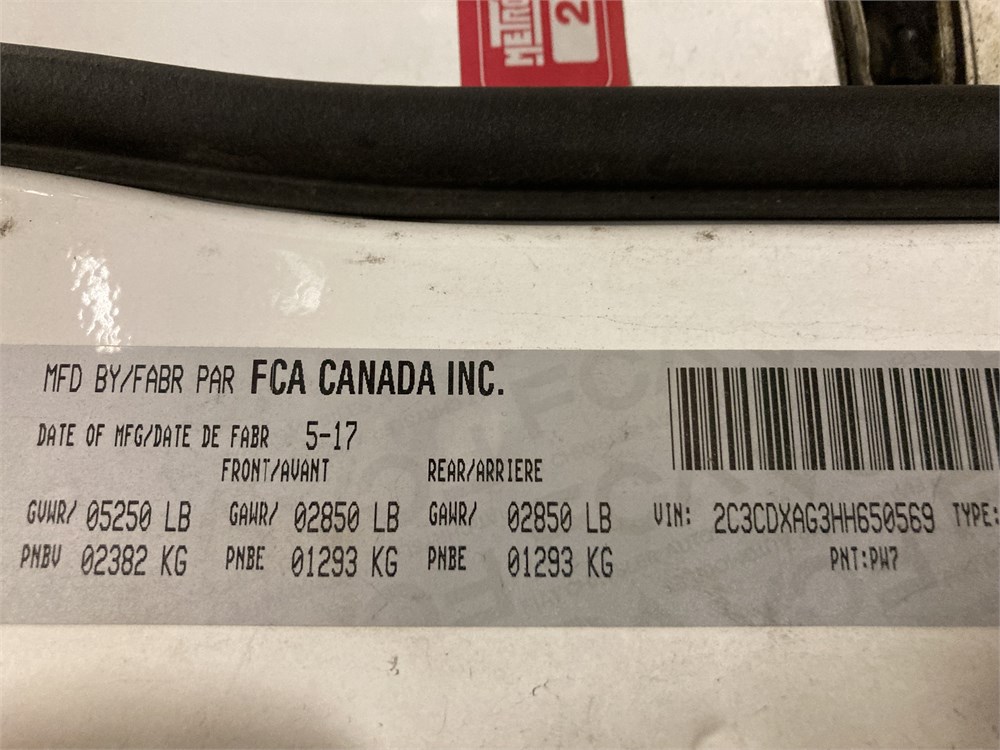 METRO
2
MFD BY/FABR PAR FCA CANADA INC.
DATE OF MFG/DATE DE FABR 5-17
FRONT/AVANT REAR/ARRIERE
GVWR/ 05250 LB GAWR/ 02850 LB GAWR/ 02850 LB VIN: 2C3CDXAG3HH650569 TYPE:
PNBV 02382 KG PNBE 01293 KG PNBE 01293 KG PNT:PW7